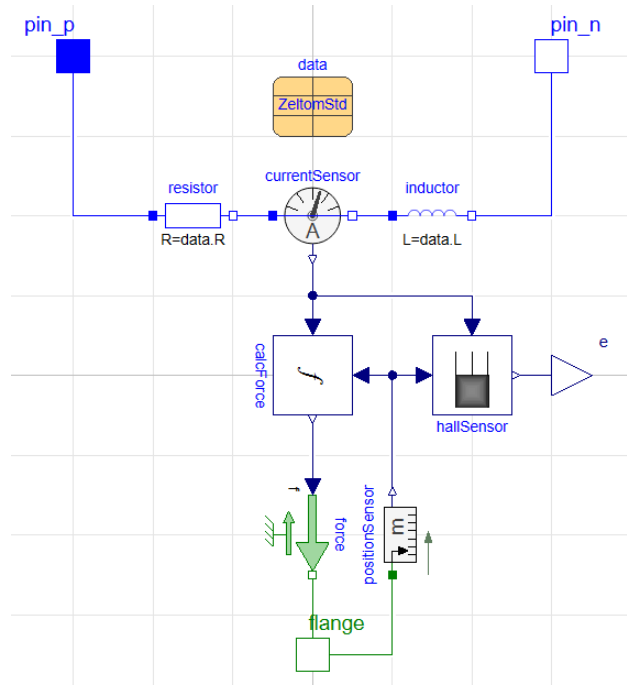 pin_p
pin_n
data
ZeltomStd
resistor
currentSensor
inductor
R=data.R
A
L=data.L
calcForce
f
e
hallSensor
f
force
positionSensor
m
flange